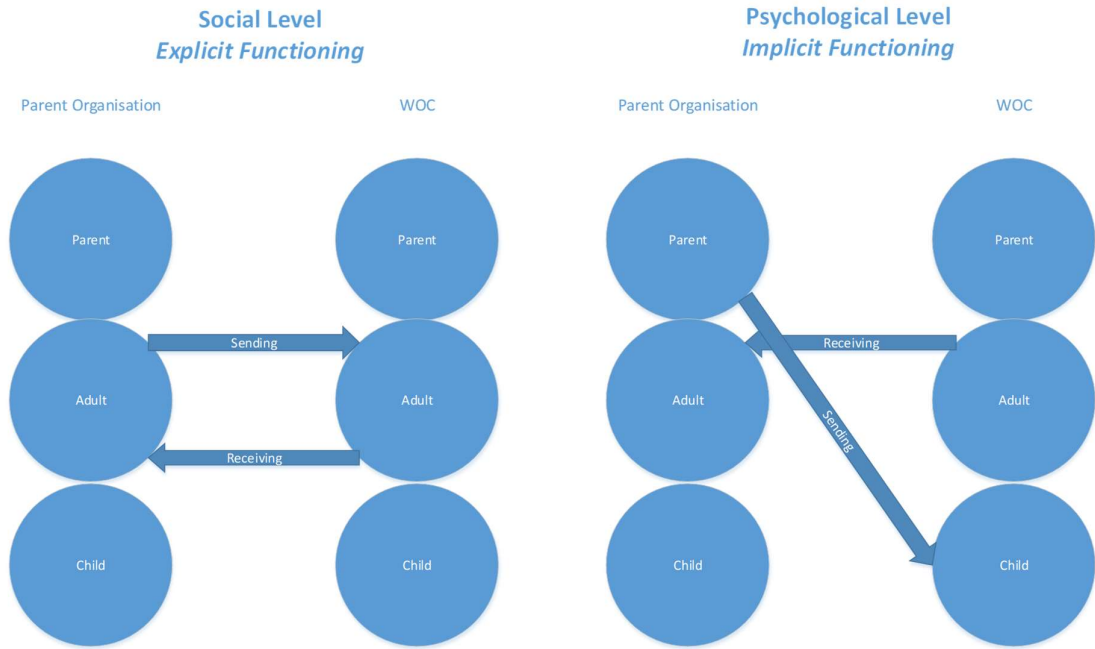 Social Level
Explicit Functioning
Parent Organisation
WOC
Parent
Parent
Sending
Adult
Adult
Receiving
Child
Child
Psychological Level
Implicit Functioning
Parent Organisation
WOC
Parent
Parent
Receiving
Adult
Adult
Sending
Child
Child